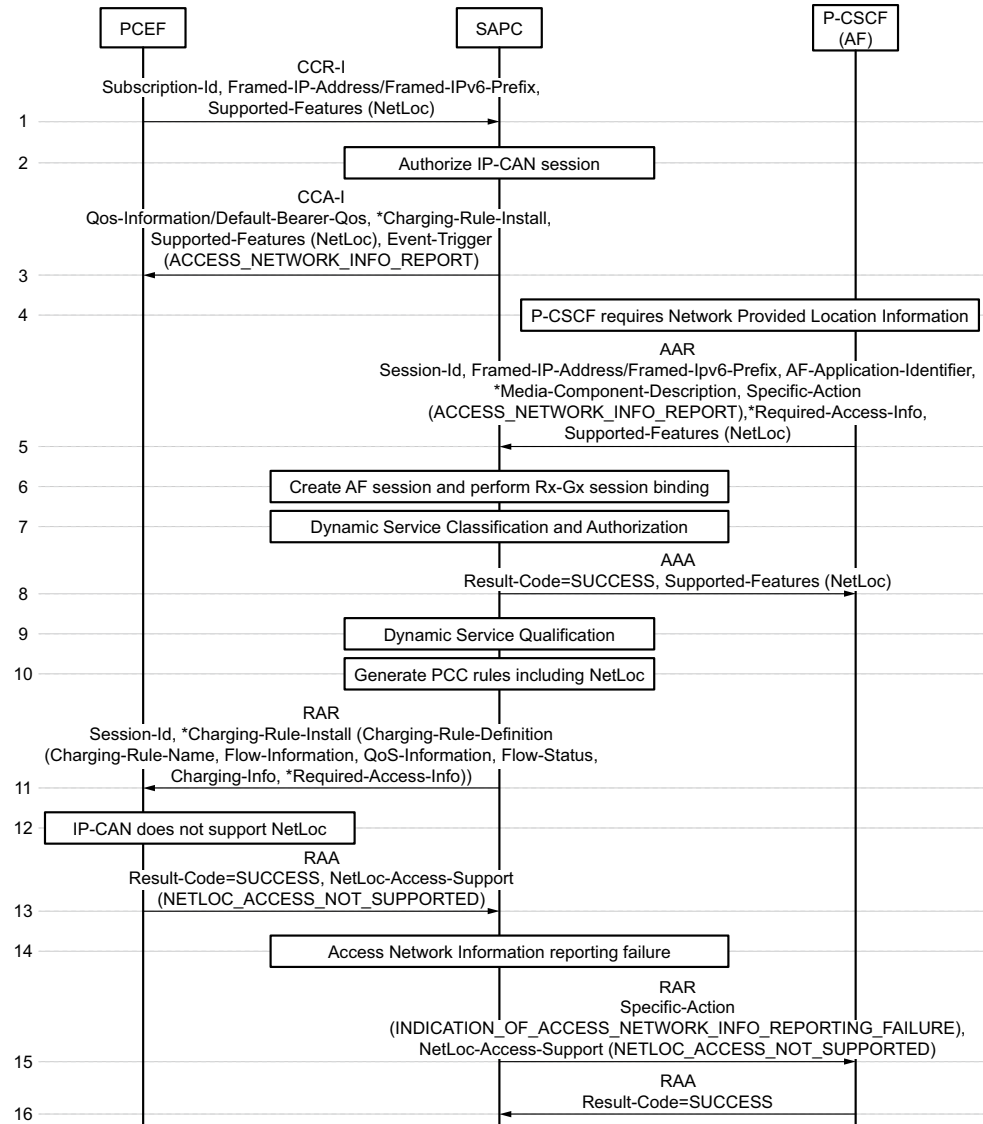 PCEF
SAPC
P-CSCF
(AF)
CCR-I
Subscription-Id, Framed-IP-Address/Framed-IPv6-Prefix,
Supported-Features (NetLoc)
1
2
Authorize IP-CAN session
CCA-I
Qos-Information/Default-Bearer-Qos, *Charging-Rule-Install,
Supported-Features (NetLoc), Event-Trigger
(ACCESS_NETWORK_INFO_REPORT)
3
4
P-CSCF requires Network Provided Location Information
AAR
Session-Id, Framed-IP-Address/Framed-Ipv6-Prefix, AF-Application-Identifier,
*Media-Component-Description, Specific-Action
(ACCESS_NETWORK_INFO_REPORT),*Required-Access-Info,
Supported-Features (NetLoc)
5
6
Create AF session and perform Rx-Gx session binding
7
Dynamic Service Classification and Authorization
AAA
Result-Code=SUCCESS, Supported-Features (NetLoc)
8
9
Dynamic Service Qualification
10
Generate PCC rules including NetLoc
RAR
Session-Id, *Charging-Rule-Install (Charging-Rule-Definition
(Charging-Rule-Name, Flow-Information, QoS-Information, Flow-Status,
Charging-Info, *Required-Access-Info))
11
12
IP-CAN does not support NetLoc
RAA
Result-Code=SUCCESS, NetLoc-Access-Support
(NETLOC_ACCESS_NOT_SUPPORTED)
13
14
Access Network Information reporting failure
RAR
Specific-Action
(INDICATION_OF_ACCESS_NETWORK_INFO_REPORTING_FAILURE),
NetLoc-Access-Support (NETLOC_ACCESS_NOT_SUPPORTED)
15
RAA
Result-Code=SUCCESS
16